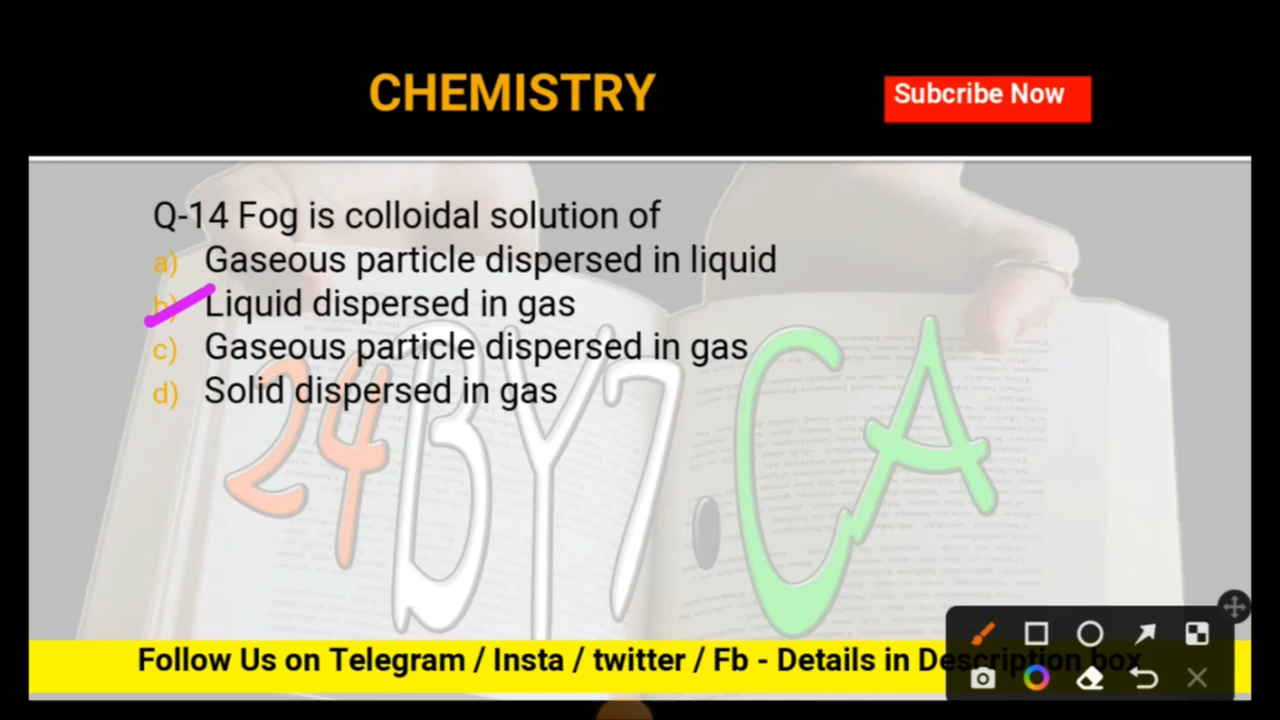 CHEMISTRY
Subcribe Now
Q-14 Fog is colloidal solution of
a) Gaseous particle dispersed in liquid
b) Liquid dispersed in gas
c) Gaseous particle dispersed in gas
d) Solid dispersed in gas
24BY7.CA
Follow Us on Telegram / Insta / twitter / Fb - Details in Description box